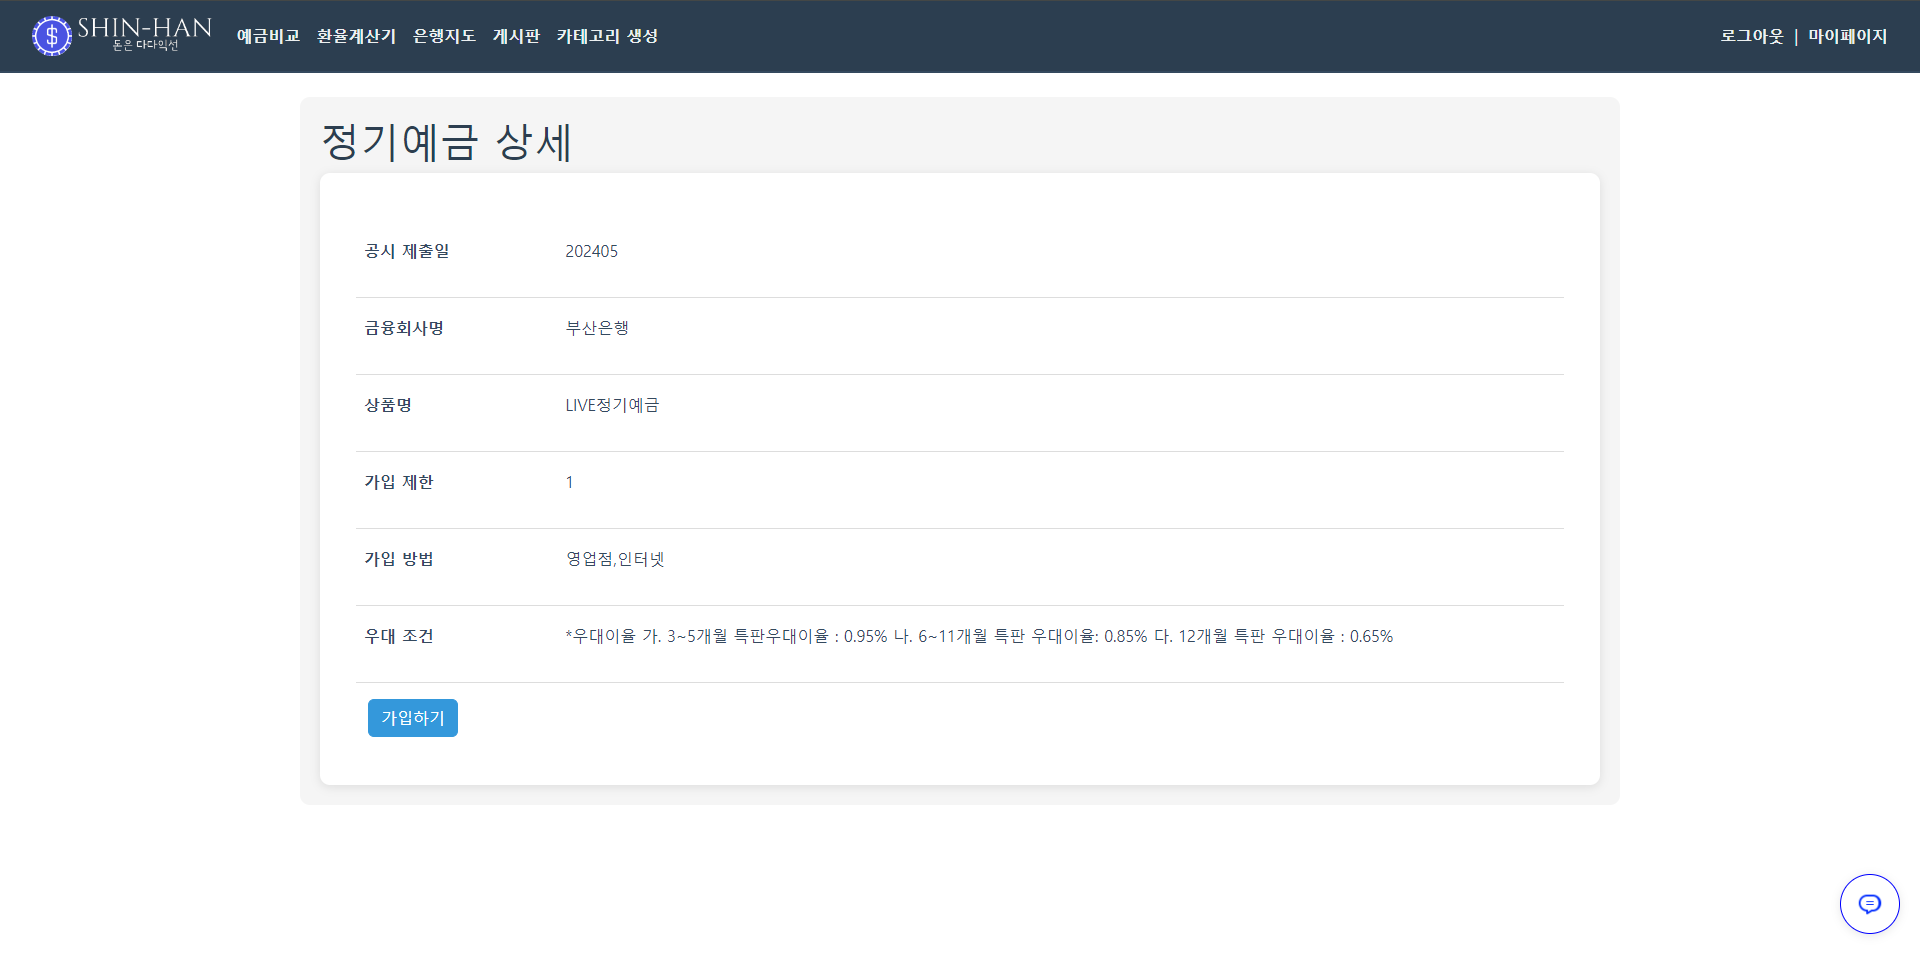 SHIN-HAN
돈은 다다익선
예금비교 환율계산기 은행지도 게시판 카테고리 생성
로그아웃 | 마이페이지
정기예금 상세
공시 제출일 202405
금융회사명 부산은행
상품명 LIVE정기예금
가입 제한 1
가입 방법 영업점,인터넷
우대 조건 *우대이율 가. 3~5개월 특판우대이율 : 0.95% 나. 6~11개월 특판 우대이율: 0.85% 다. 12개월 특판 우대이율 : 0.65%
가입하기